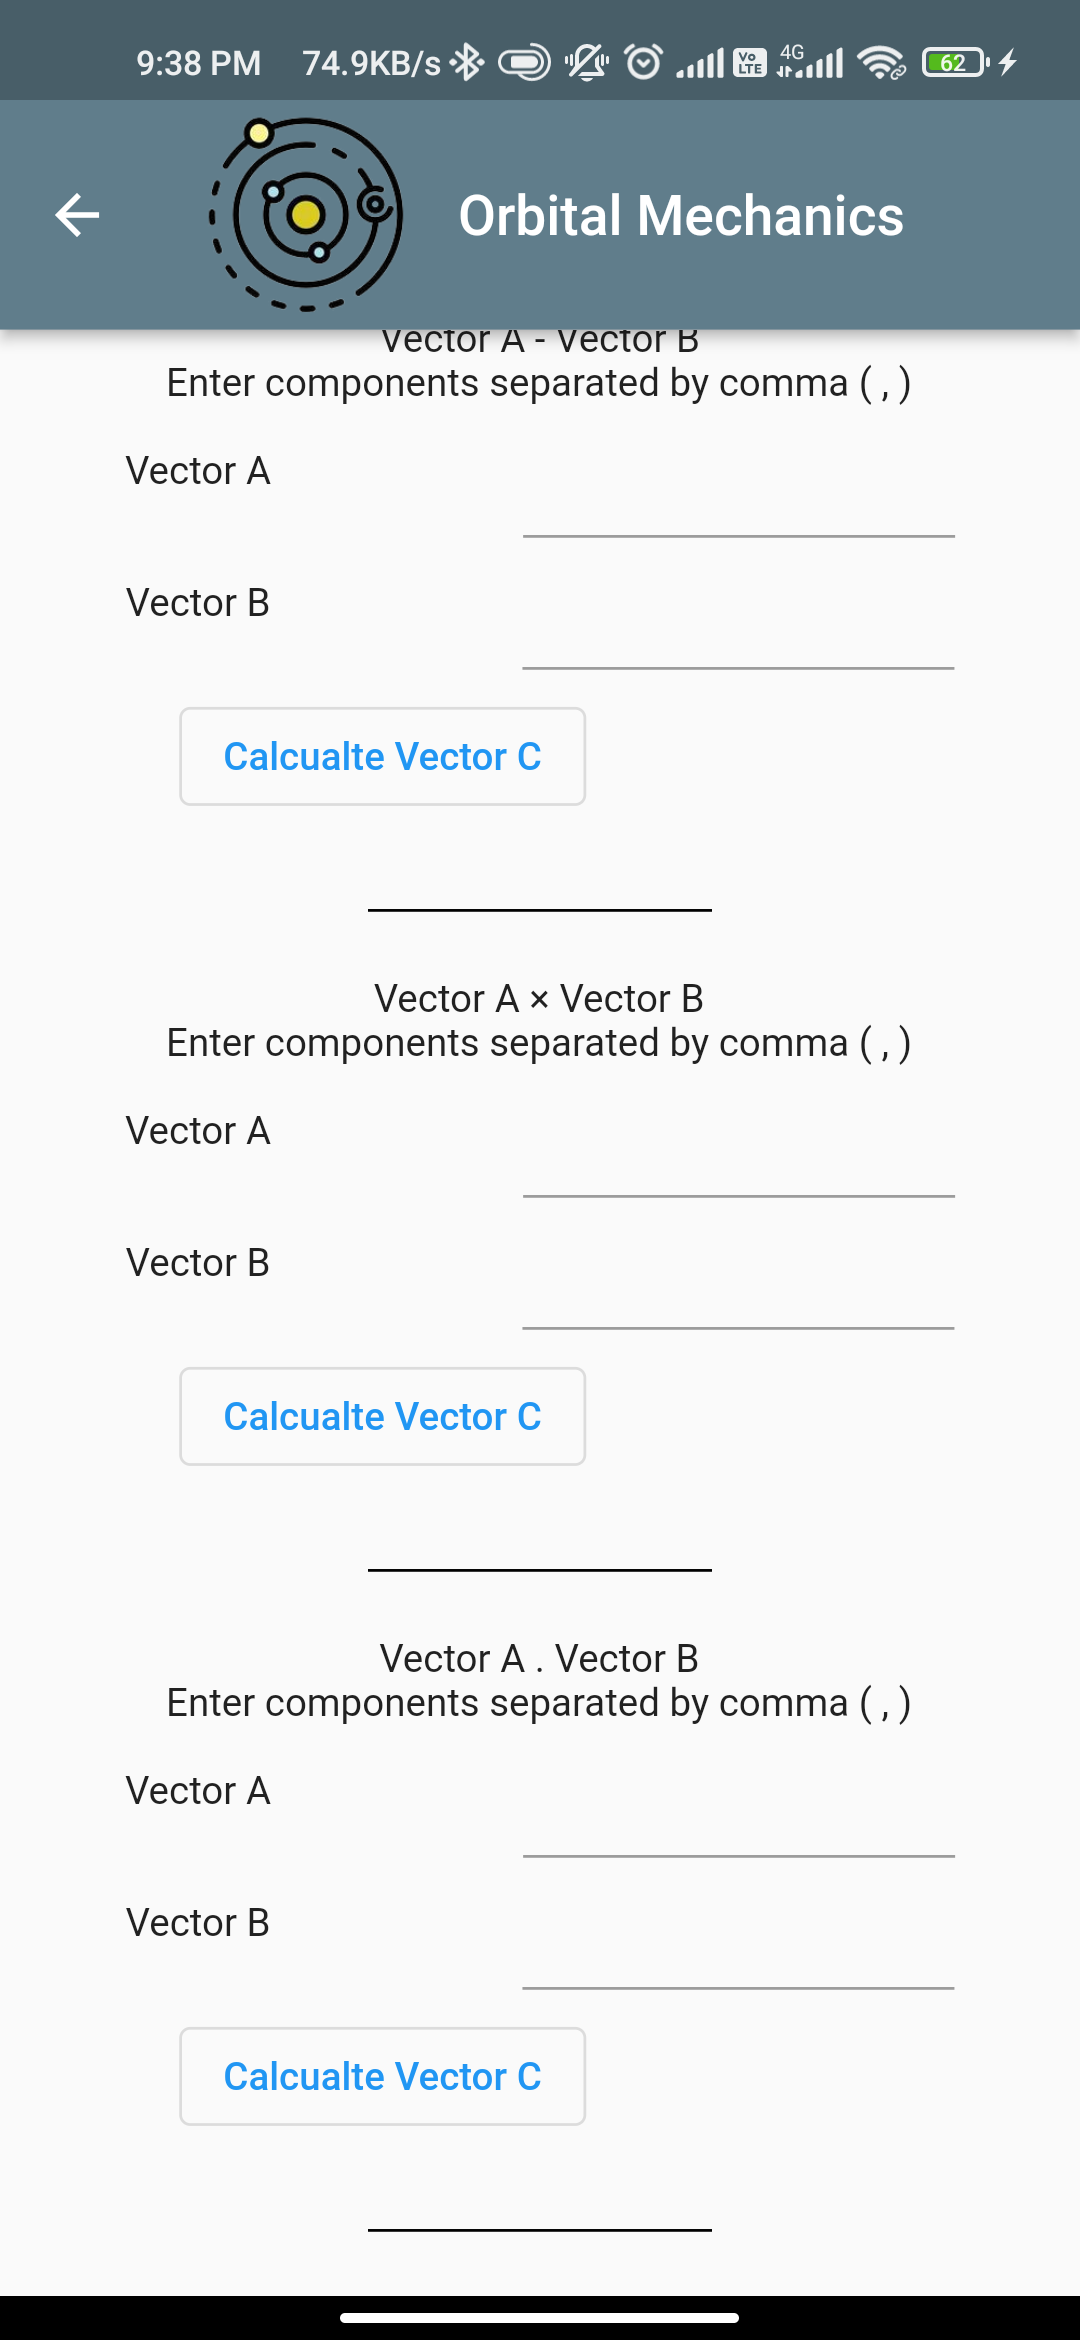 9:38 PM 74.9KB/s Vo LTE 4G 62
Orbital Mechanics
Vector A - Vector B
Enter components separated by comma ( , )
Vector A
Vector B
Calcualte Vector C
Vector A × Vector B
Enter components separated by comma ( , )
Vector A
Vector B
Calcualte Vector C
Vector A . Vector B
Enter components separated by comma ( , )
Vector A
Vector B
Calcualte Vector C